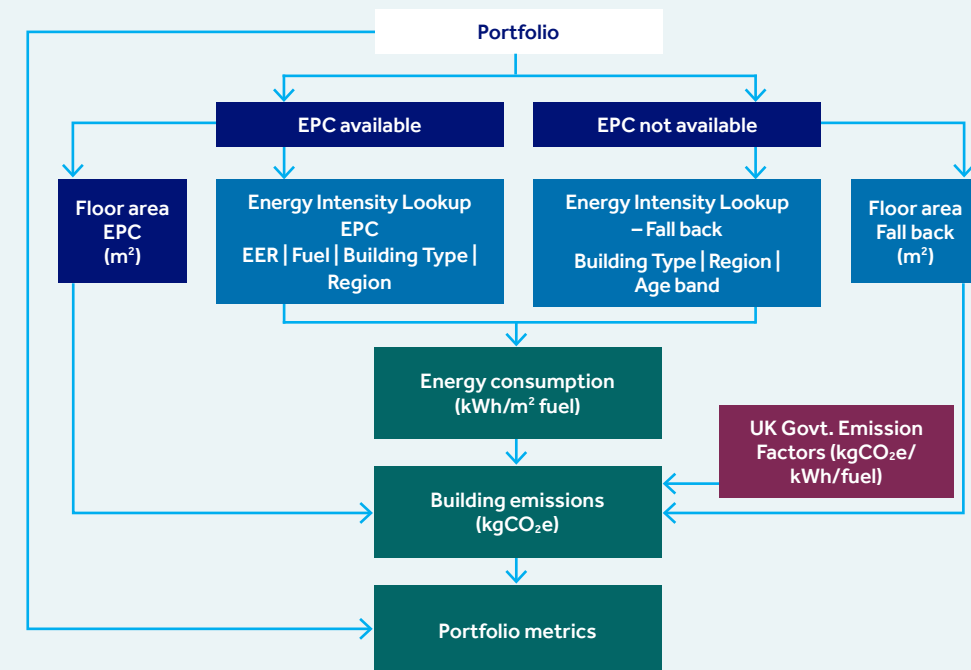 Portfolio
EPC available
EPC not available
Floor area
EPC
(m²)
Energy Intensity Lookup
EPC
EER | Fuel | Building Type |
Region
Energy Intensity Lookup
– Fall back
Building Type | Region |
Age band
Floor area
Fall back
(m²)
Energy consumption
(kWh/m² fuel)
UK Govt. Emission
Factors (kgCO₂e/
kWh/fuel)
Building emissions
(kgCO₂e)
Portfolio metrics